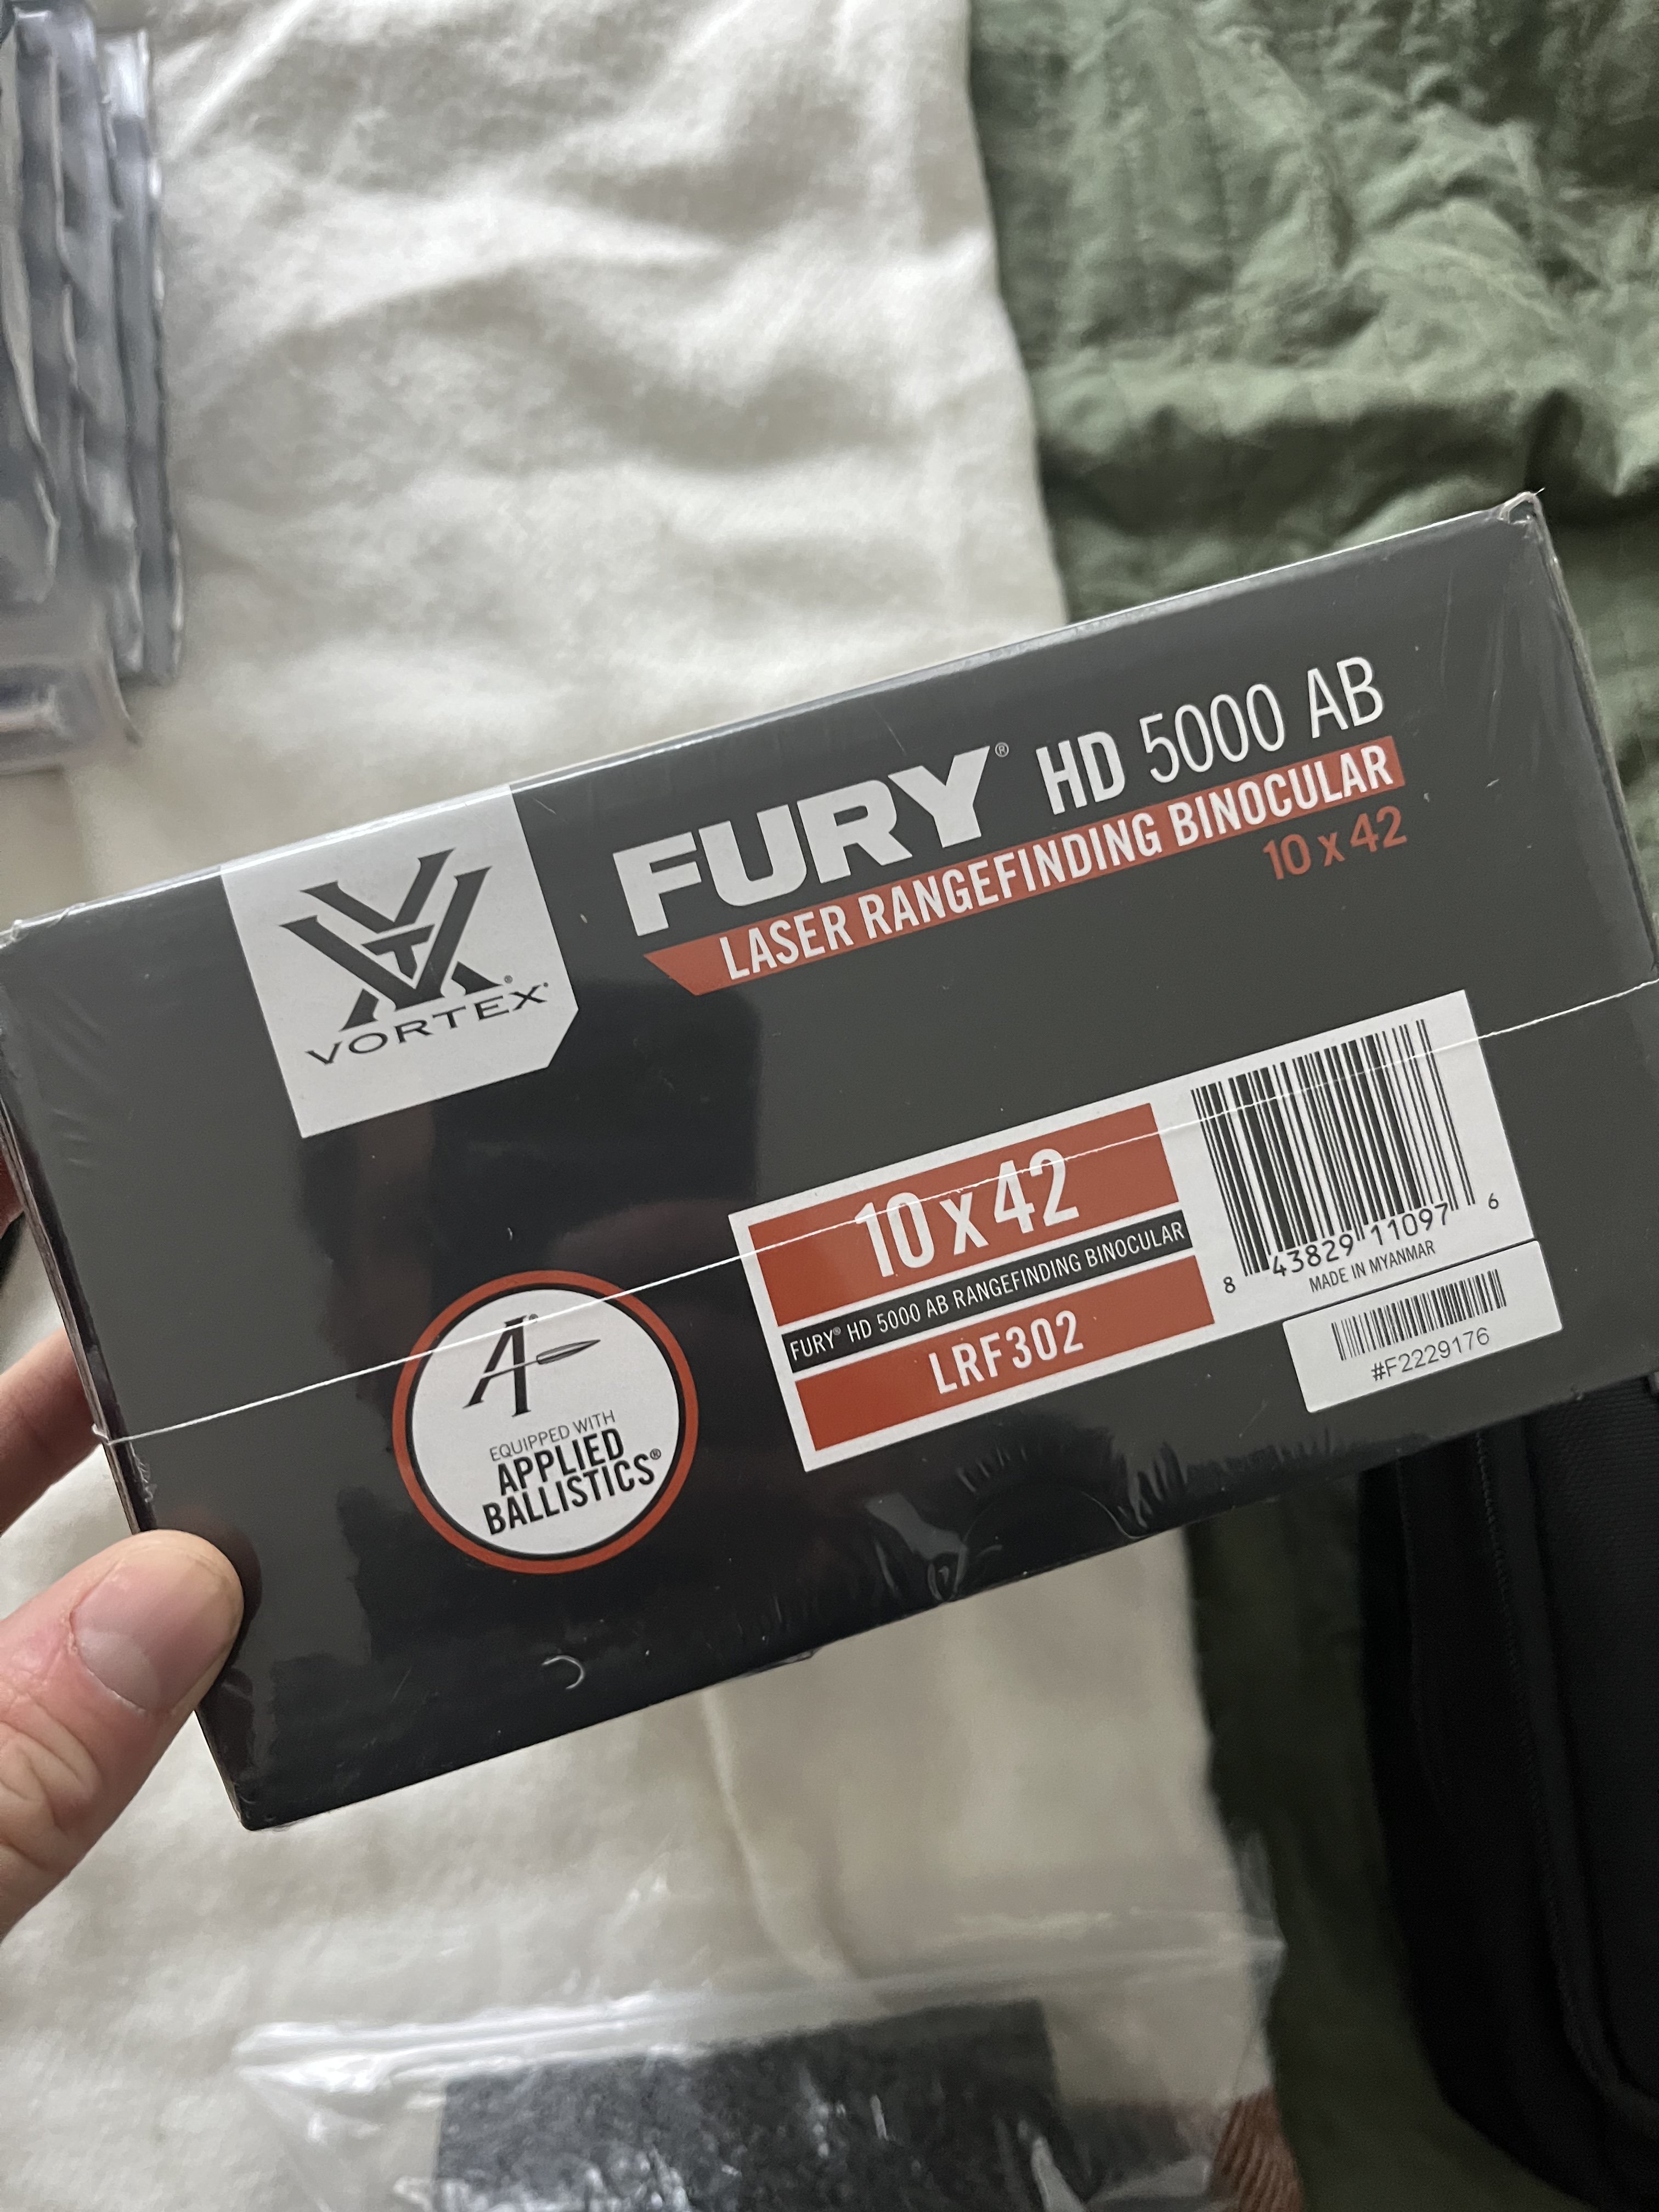 FURY® HD 5000 AB
LASER RANGEFINDING BINOCULAR
10 x 42
VORTEX®
10 x 42
FURY® HD 5000 AB RANGEFINDING BINOCULAR
LRF302
8 43829 11097 6
MADE IN MYANMAR
#F2229176
A
EQUIPPED WITH
APPLIED
BALLISTICS®